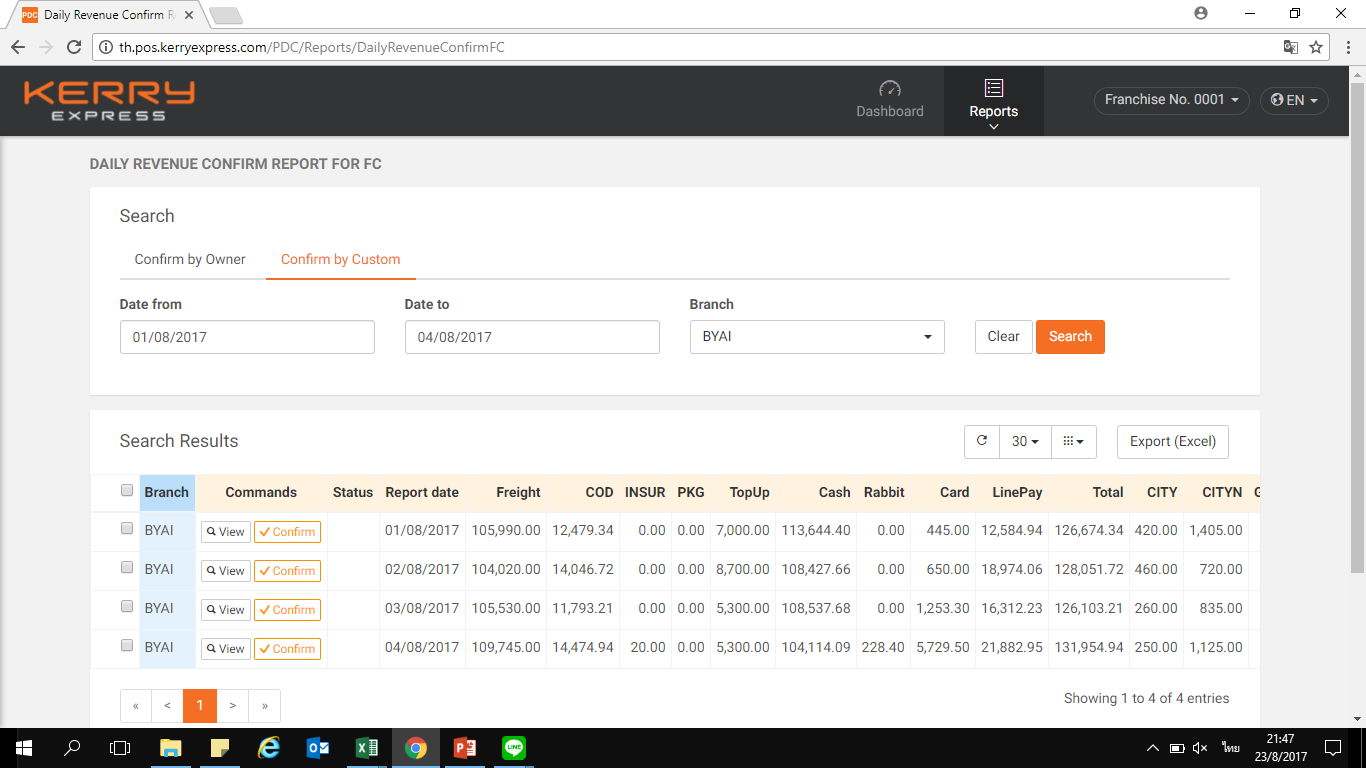 PDC Daily Revenue Confirm R
th.pos.kerryexpress.com/PDC/Reports/DailyRevenueConfirmFC
KERRY
EXPRESS
Dashboard
Reports
Franchise No. 0001
EN
DAILY REVENUE CONFIRM REPORT FOR FC
Search
Confirm by Owner Confirm by Custom
Date from Date to Branch
01/08/2017 04/08/2017 BYAI Clear Search
Search Results 30 Export (Excel)
Branch Commands Status Report date Freight COD INSUR PKG TopUp Cash Rabbit Card LinePay Total CITY CITYN
BYAI View Confirm 01/08/2017 105,990.00 12,479.34 0.00 0.00 7,000.00 113,644.40 0.00 445.00 12,584.94 126,674.34 420.00 1,405.00
BYAI View Confirm 02/08/2017 104,020.00 14,046.72 0.00 0.00 8,700.00 108,427.66 0.00 650.00 18,974.06 128,051.72 460.00 720.00
BYAI View Confirm 03/08/2017 105,530.00 11,793.21 0.00 0.00 5,300.00 108,537.68 0.00 1,253.30 16,312.23 126,103.21 260.00 835.00
BYAI View Confirm 04/08/2017 109,745.00 14,474.94 20.00 0.00 5,300.00 104,114.09 228.40 5,729.50 21,882.95 131,954.94 250.00 1,125.00
« < 1 > » Showing 1 to 4 of 4 entries
LINE
ไทย
21:47
23/8/2017